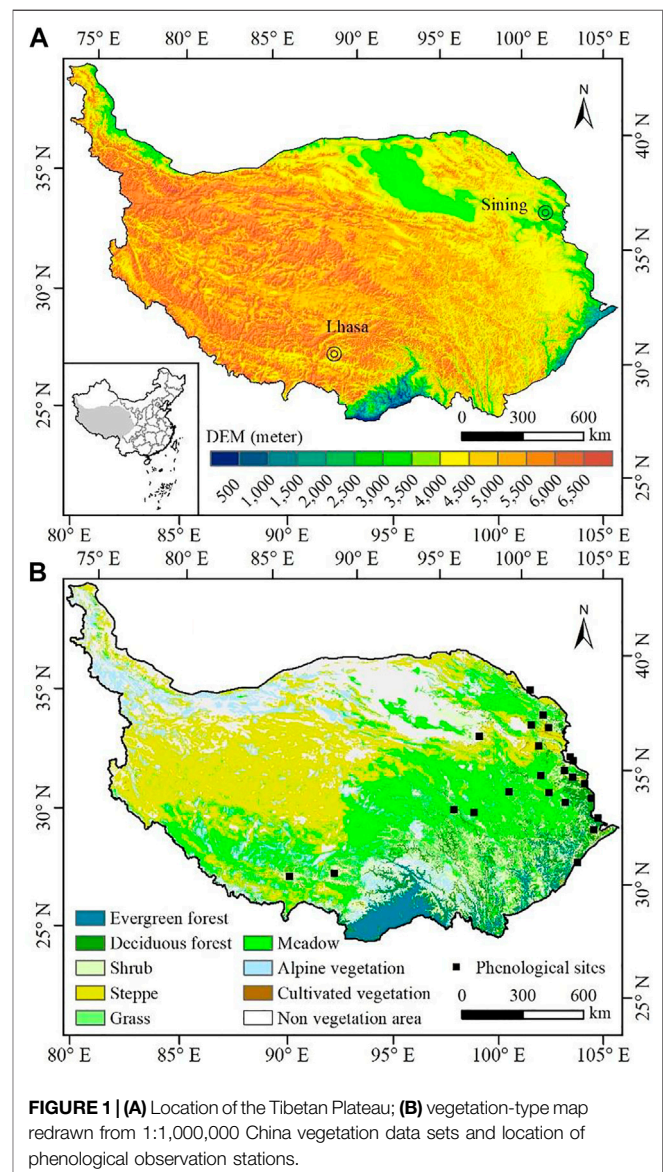 75° E 80° E 85° E 90° E 95° E 100° E 105° E
A
N
40° N
35° N
Sining
35° N
30° N
Lhasa
30° N
25° N
0 300 600
km
DEM (meter)
25° N
500 1,000 1,500 2,000 2,500 3,000 3,500 4,000 4,500 5,000 5,500 6,000 6,500
80° E 85° E 90° E 95° E 100° E 105° E
75° E 80° E 85° E 90° E 95° E 100° E 105° E
B
N
40° N
35° N
35° N
30° N
30° N
25° N
Evergreen forest
Deciduous forest
Shrub
Steppe
Grass
Meadow
Alpine vegetation
Cultivated vegetation
Non vegetation area
Phenological sites
0 300 600
km
25° N
80° E 85° E 90° E 95° E 100° E 105° E
FIGURE 1 | (A) Location of the Tibetan Plateau; (B) vegetation-type map
redrawn from 1:1,000,000 China vegetation data sets and location of
phenological observation stations.